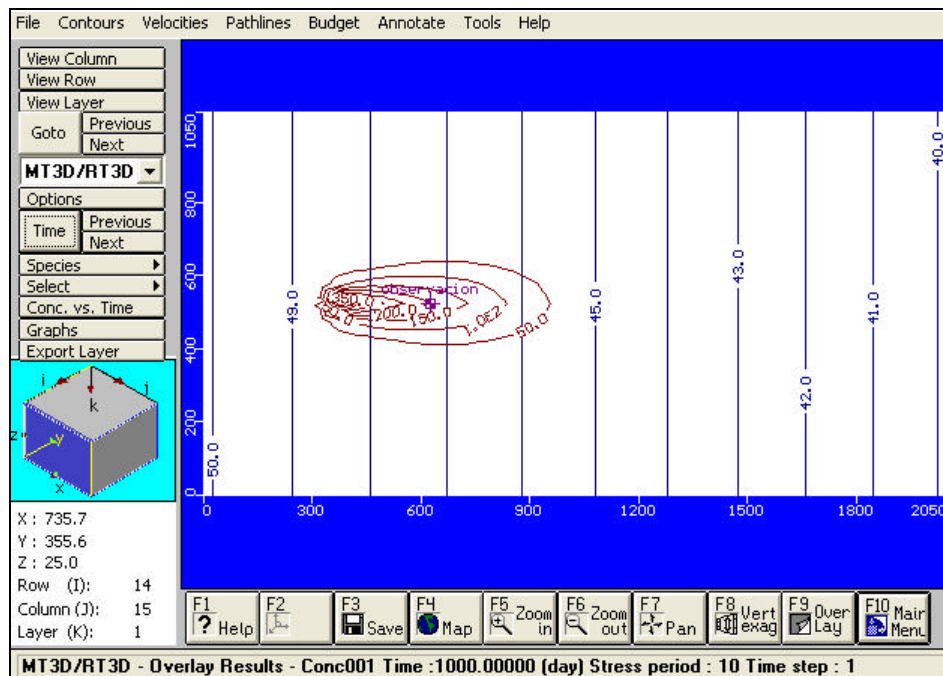 File Contours Velocities Pathlines Budget Annotate Tools Help
View Column
View Row
View Layer
Goto
Previous
Next
MT3D/RT3D
Options
Time
Previous
Next
Species
Select
Conc. vs. Time
Graphs
Export Layer
i
j
k
Z
y
x
X : 735.7
Y : 355.6
Z : 25.0
Row (I): 14
Column (J): 15
Layer (K): 1
1050
800
600
400
200
0
0 300 600 900 1200 1500 1800 2050
50.0
49.0
45.0
43.0
42.0
41.0
40.0
observacion
350.0
200.0
150.0
1.0E2
50.0
F1 ? Help
F2
F3 Save
F4 Map
F5 Zoom in
F6 Zoom out
F7 Pan
F8 Vert exag
F9 Over Lay
F10 Main Menu
MT3D/RT3D - Overlay Results - Conc001 Time :1000.00000 (day) Stress period : 10 Time step : 1